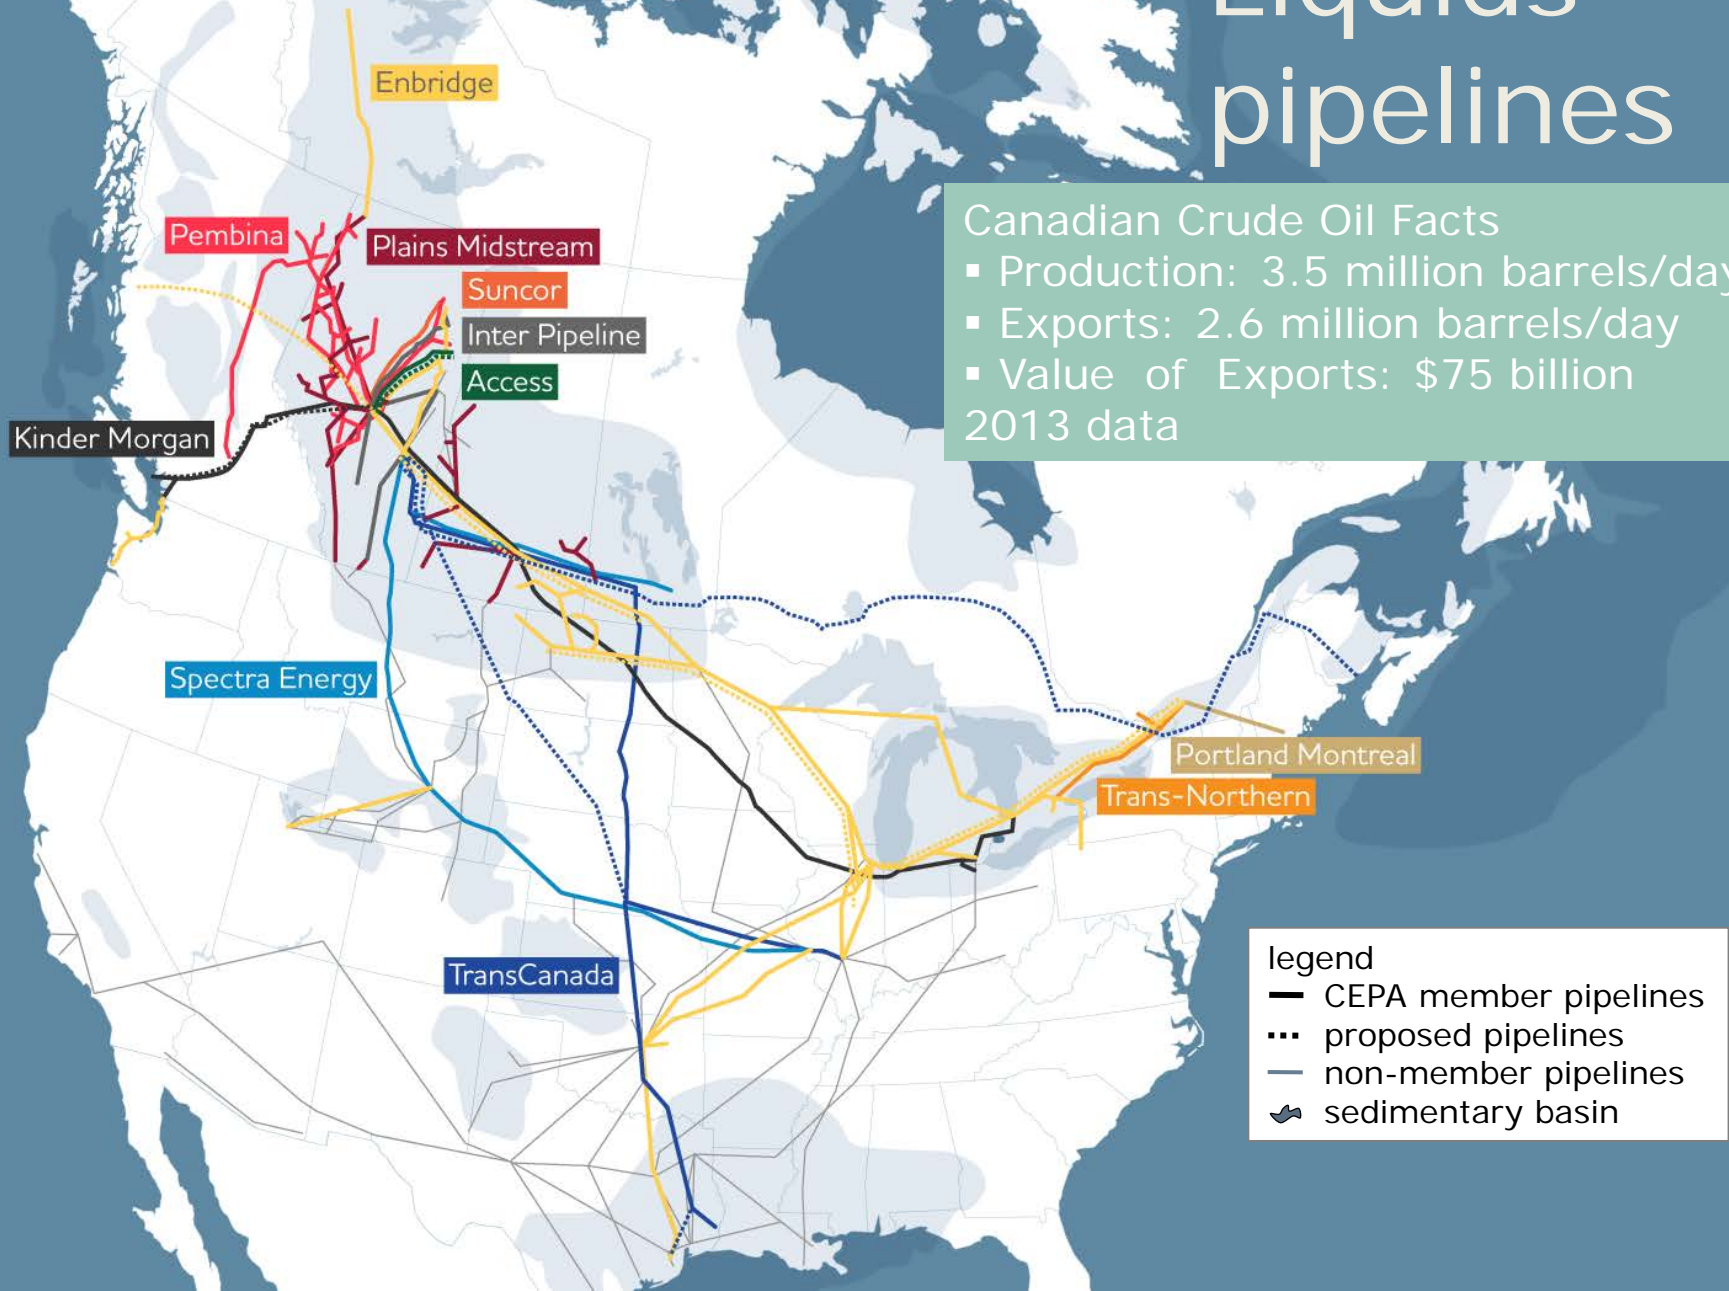 Liquids
pipelines
Canadian Crude Oil Facts
▪ Production: 3.5 million barrels/day
▪ Exports: 2.6 million barrels/day
▪ Value of Exports: $75 billion
2013 data
Enbridge
Pembina
Plains Midstream
Suncor
Inter Pipeline
Access
Kinder Morgan
Spectra Energy
Portland Montreal
Trans-Northern
TransCanada
legend
CEPA member pipelines
proposed pipelines
non-member pipelines
sedimentary basin